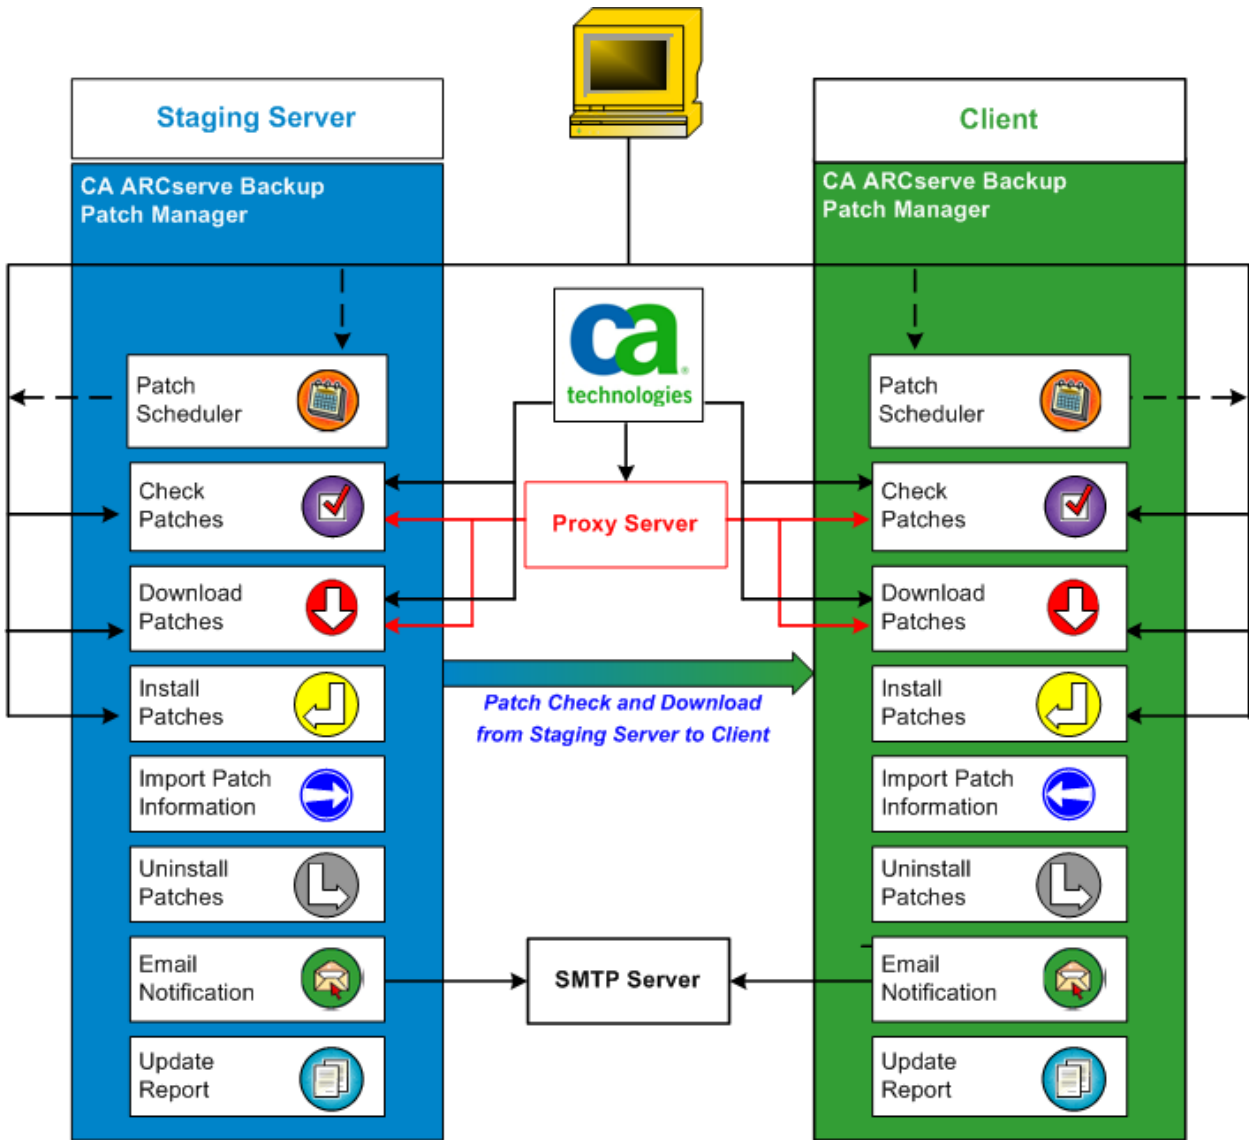 Staging Server
CA ARCserve Backup
Patch Manager
Patch
Scheduler
Check
Patches
Download
Patches
Install
Patches
Import Patch
Information
Uninstall
Patches
Email
Notification
Update
Report
ca
technologies
Proxy Server
Patch Check and Download
from Staging Server to Client
SMTP Server
Client
CA ARCserve Backup
Patch Manager
Patch
Scheduler
Check
Patches
Download
Patches
Install
Patches
Import Patch
Information
Uninstall
Patches
Email
Notification
Update
Report